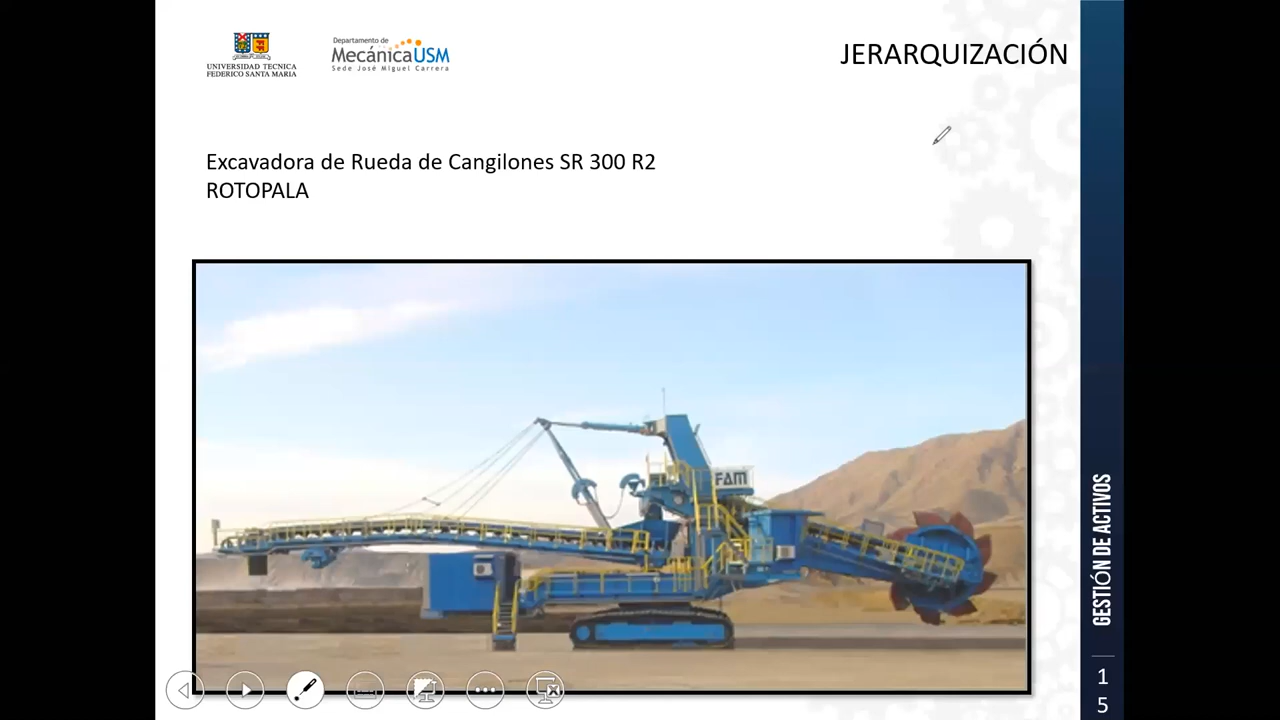 UNIVERSIDAD TECNICA
FEDERICO SANTA MARIA
Departamento de
MecánicaUSM
Sede José Miguel Carrera
JERARQUIZACIÓN
Excavadora de Rueda de Cangilones SR 300 R2
ROTOPALA
FAM
GESTIÓN DE ACTIVOS
1
5